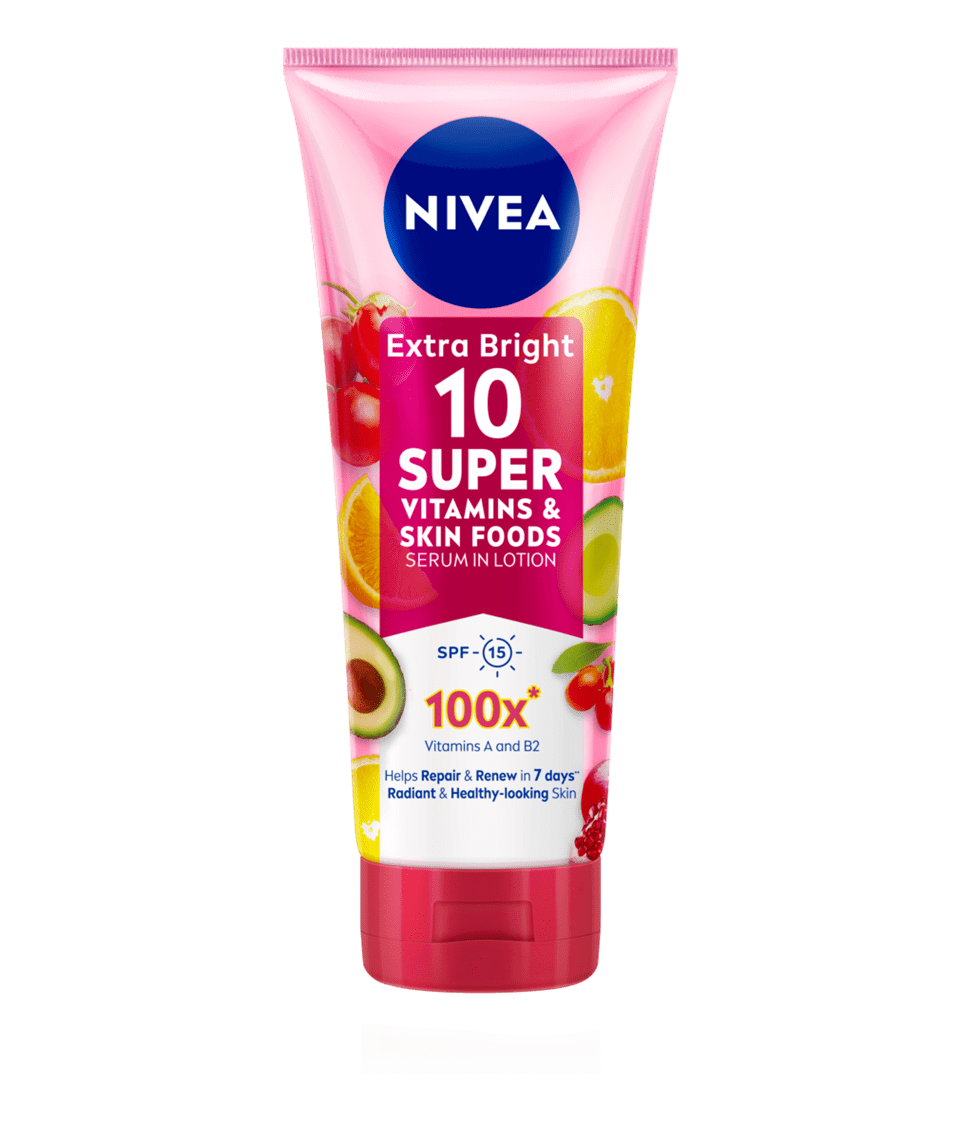 NIVEA
Extra Bright
10
SUPER
VITAMINS &
SKIN FOODS
SERUM IN LOTION
SPF 15
100x*
Vitamins A and B2
Helps Repair & Renew in 7 days**
Radiant & Healthy-looking Skin